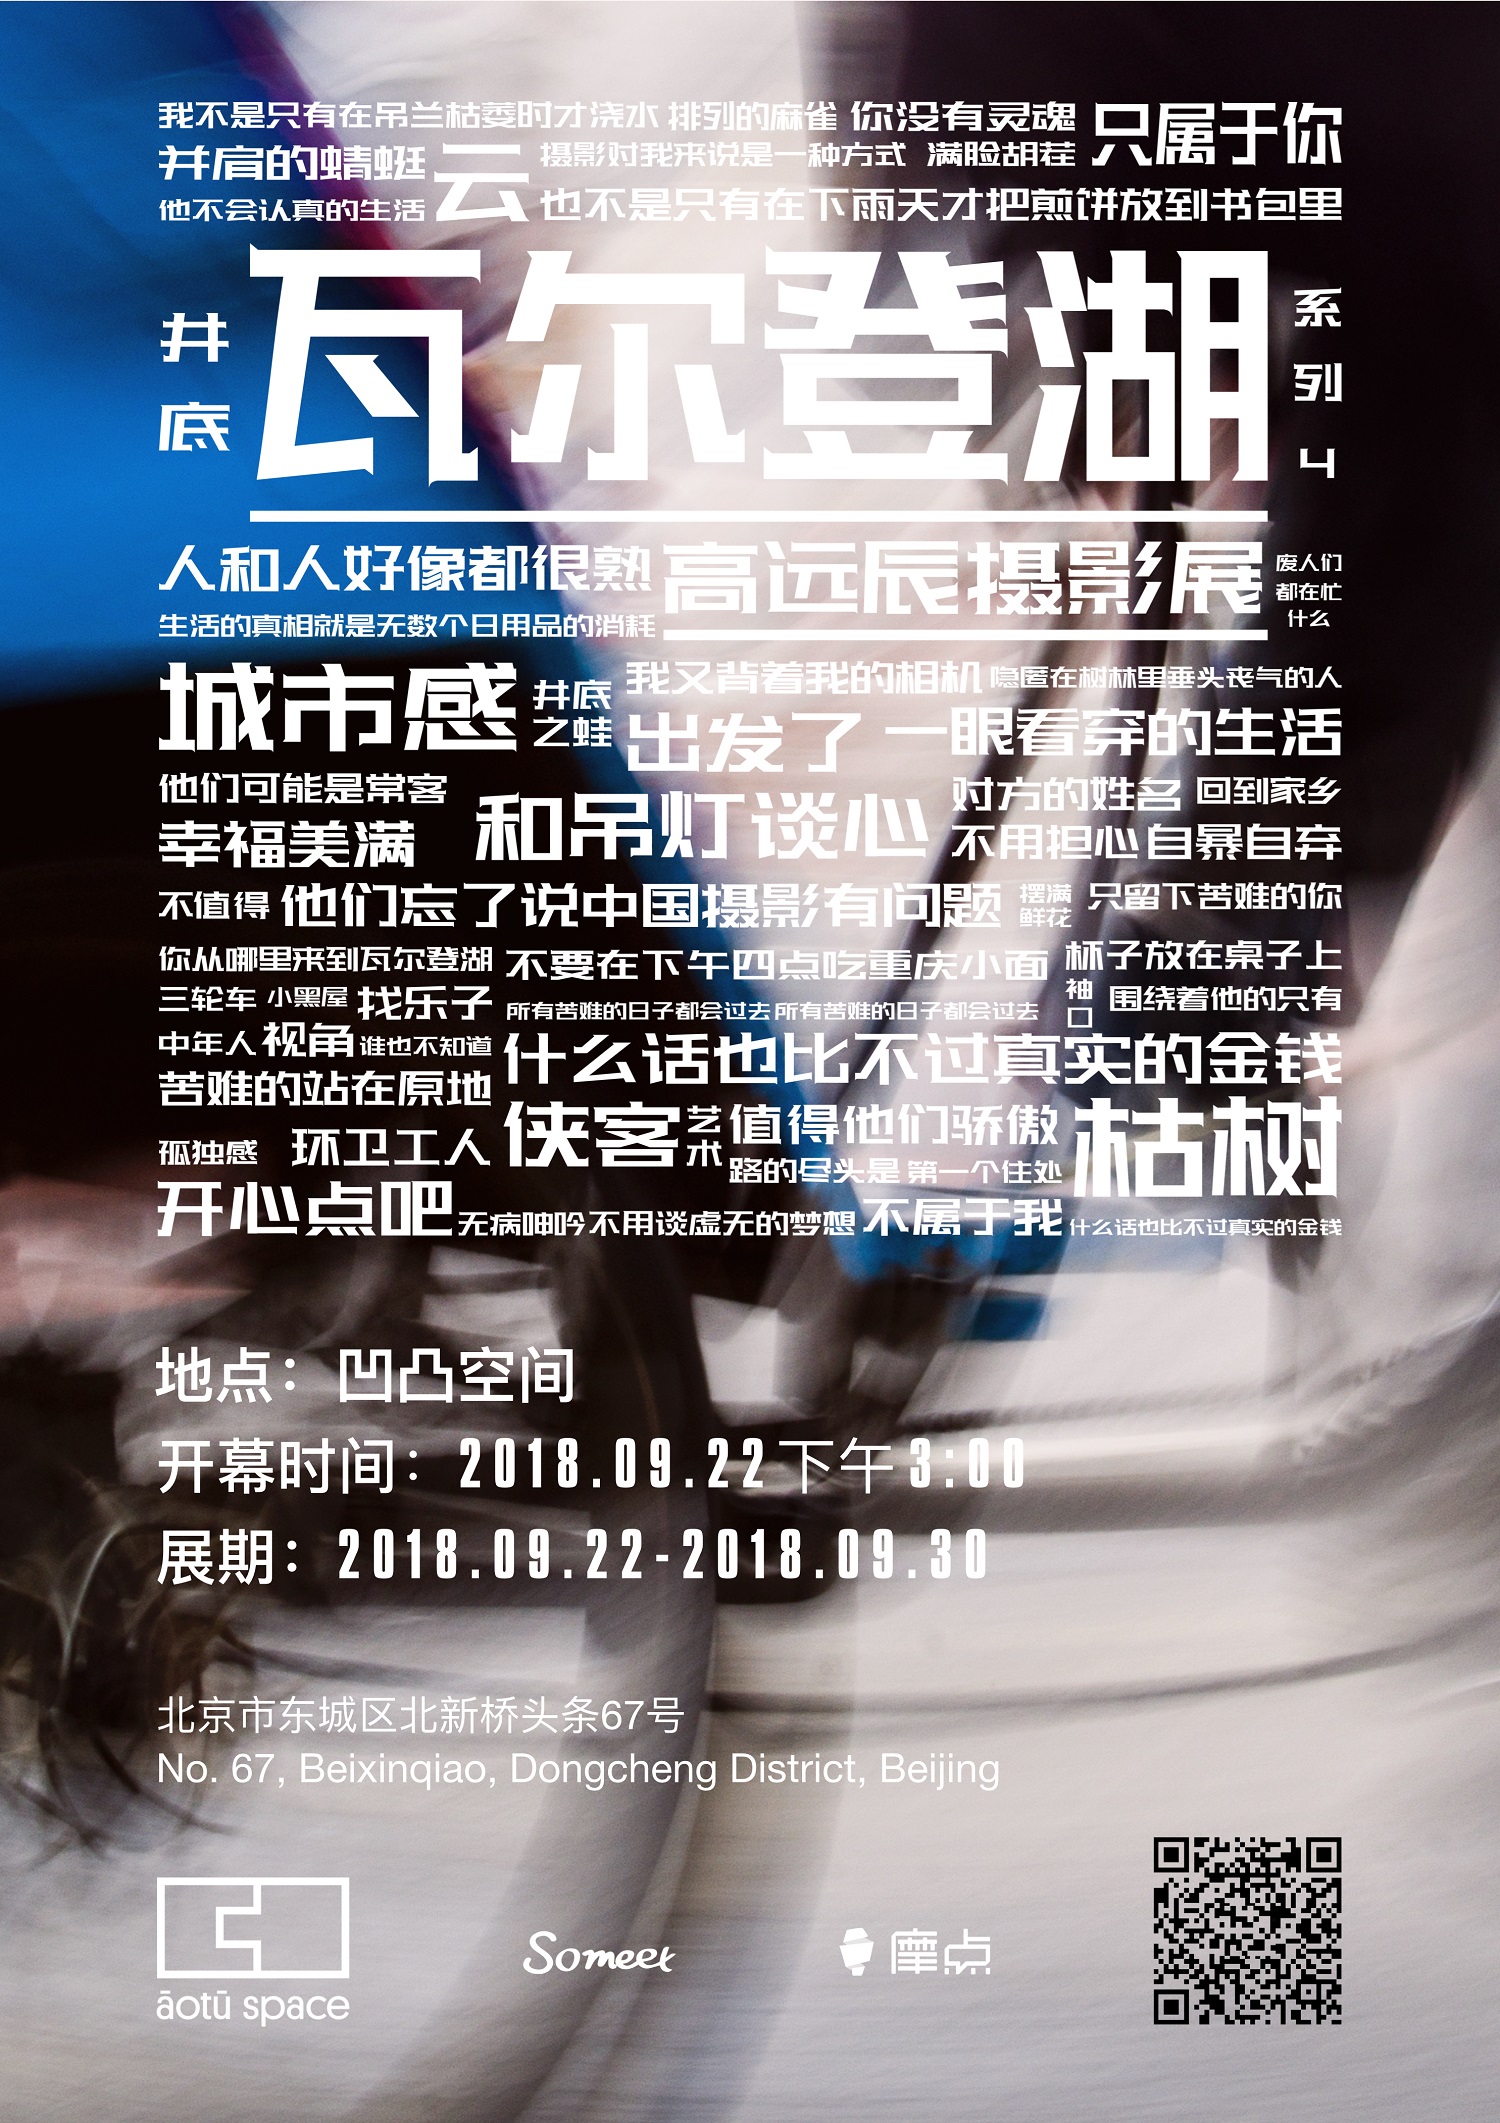 我不是只有在吊兰枯萎时才浇水 排列的麻雀 你没有灵魂 只属于你
并肩的蜻蜓 云 摄影对我来说是一种方式 满脸胡茬
他不会认真的生活 也不是只有在下雨天才把煎饼放到书包里
井底 瓦尔登湖 系列4
人和人好像都很熟 高远辰摄影展 废人们
都在忙
什么
生活的真相就是无数个日用品的消耗
城市感 井底
之蛙 我又背着我的相机 隐匿在树林里垂头丧气的人
出发了 一眼看穿的生活
他们可能是常客 和吊灯谈心 对方的姓名 回到家乡
幸福美满 不用担心自暴自弃
不值得 他们忘了说中国摄影有问题 摆满
鲜花 只留下苦难的你
你从哪里来到瓦尔登湖 不要在下午四点吃重庆小面 杯子放在桌子上
三轮车 小黑屋 找乐子 所有苦难的日子都会过去所有苦难的日子都会过去 袖口 围绕着他的只有
中年人 视角 谁也不知道 什么话也比不过真实的金钱
苦难的站在原地 侠客 艺术 值得他们骄傲 枯树
孤独感 环卫工人 路的尽头是 第一个住处
开心点吧 无病呻吟不用谈虚无的梦想 不属于我 什么话也比不过真实的金钱
地点：凹凸空间
开幕时间：2018.09.22下午3:00
展期：2018.09.22-2018.09.30
北京市东城区北新桥头条67号
No. 67, Beixinqiao, Dongcheng District, Beijing
āotū space
Someet
摩点